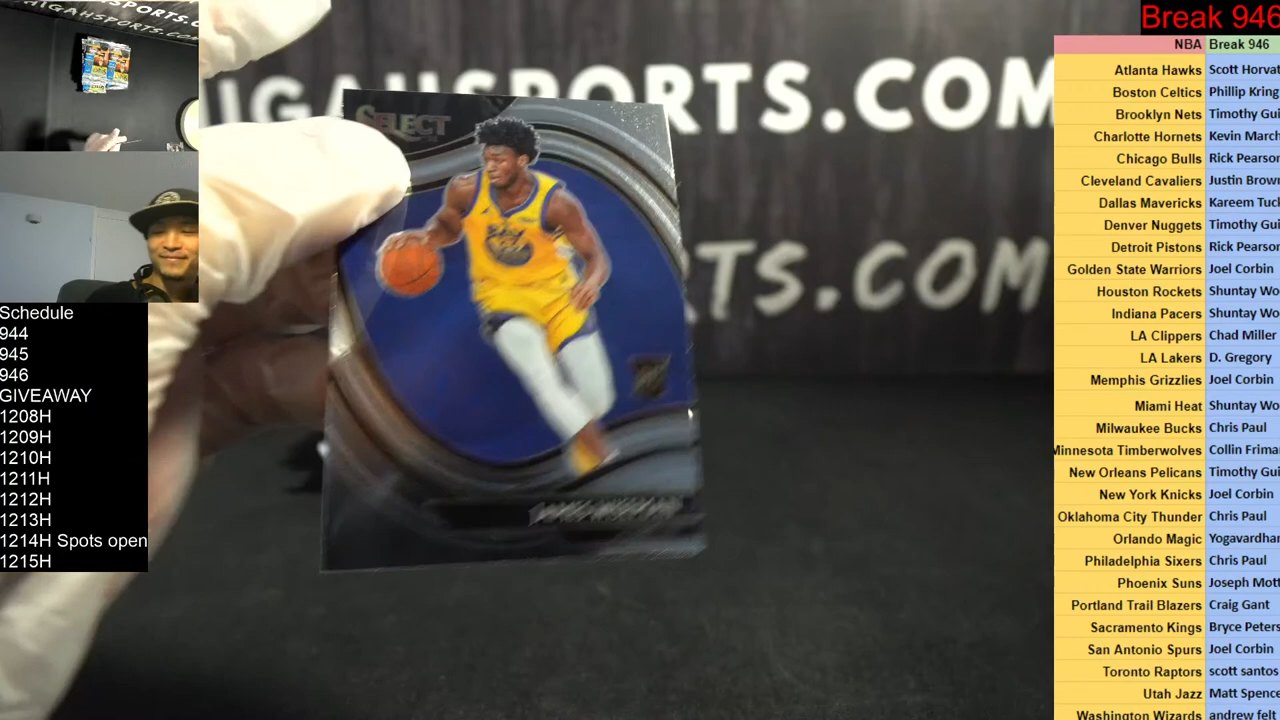 Break 946
NBA Break 946
Atlanta Hawks Scott Horvat
Boston Celtics Phillip Kring
Brooklyn Nets Timothy Gui
Charlotte Hornets Kevin March
Chicago Bulls Rick Pearson
Cleveland Cavaliers Justin Brown
Dallas Mavericks Kareem Tuck
Denver Nuggets Timothy Gui
Detroit Pistons Rick Pearson
Golden State Warriors Joel Corbin
Houston Rockets Shuntay Wo
Indiana Pacers Shuntay Wo
LA Clippers Chad Miller
LA Lakers D. Gregory
Memphis Grizzlies Joel Corbin
Miami Heat Shuntay Wo
Milwaukee Bucks Chris Paul
Minnesota Timberwolves Collin Frima
New Orleans Pelicans Timothy Gui
New York Knicks Joel Corbin
Oklahoma City Thunder Chris Paul
Orlando Magic Yogavardhan
Philadelphia Sixers Chris Paul
Phoenix Suns Joseph Mott
Portland Trail Blazers Craig Gant
Sacramento Kings Bryce Peters
San Antonio Spurs Joel Corbin
Toronto Raptors scott santos
Utah Jazz Matt Spence
Washington Wizards andrew felt
HIGAHSPORTS.COM
IGAHSPORTS.COM
RTS.COM
SELECT
Schedule
944
945
946
GIVEAWAY
1208H
1209H
1210H
1211H
1212H
1213H
1214H Spots open
1215H